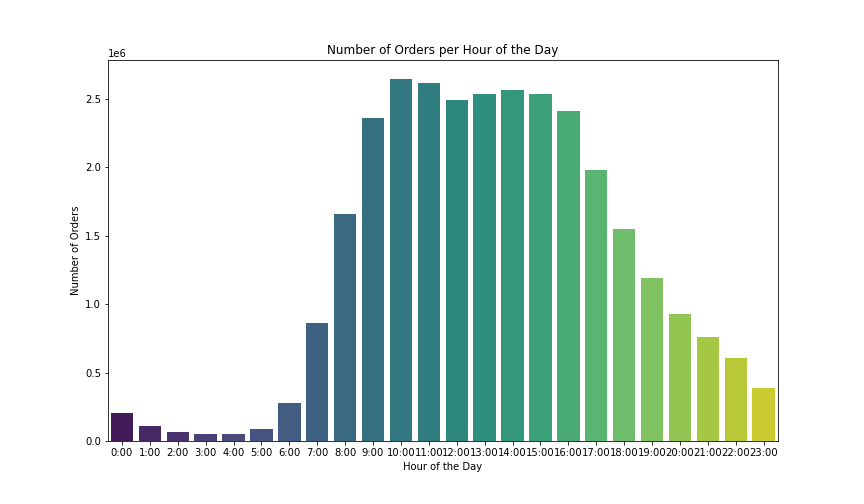 Number of Orders per Hour of the Day
1e6
2.5
2.0
1.5
1.0
0.5
0.0
Number of Orders
0:00 1:00 2:00 3:00 4:00 5:00 6:00 7:00 8:00 9:00 10:00 11:00 12:00 13:00 14:00 15:00 16:00 17:00 18:00 19:00 20:00 21:00 22:00 23:00
Hour of the Day